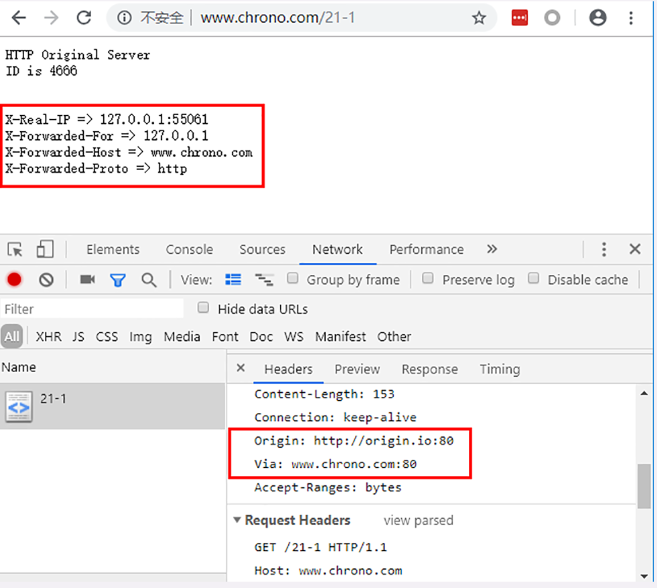 不安全 | www.chrono.com/21-1
HTTP Original Server
ID is 4666
X-Real-IP => 127.0.0.1:55061
X-Forwarded-For => 127.0.0.1
X-Forwarded-Host => www.chrono.com
X-Forwarded-Proto => http
Elements Console Sources Network Performance »
View: Group by frame Preserve log Disable cache
Filter Hide data URLs
All XHR JS CSS Img Media Font Doc WS Manifest Other
Name × Headers Preview Response Timing
21-1
Content-Length: 153
Connection: keep-alive
Origin: http://origin.io:80
Via: www.chrono.com:80
Accept-Ranges: bytes
Request Headers view parsed
GET /21-1 HTTP/1.1
Host: www.chrono.com